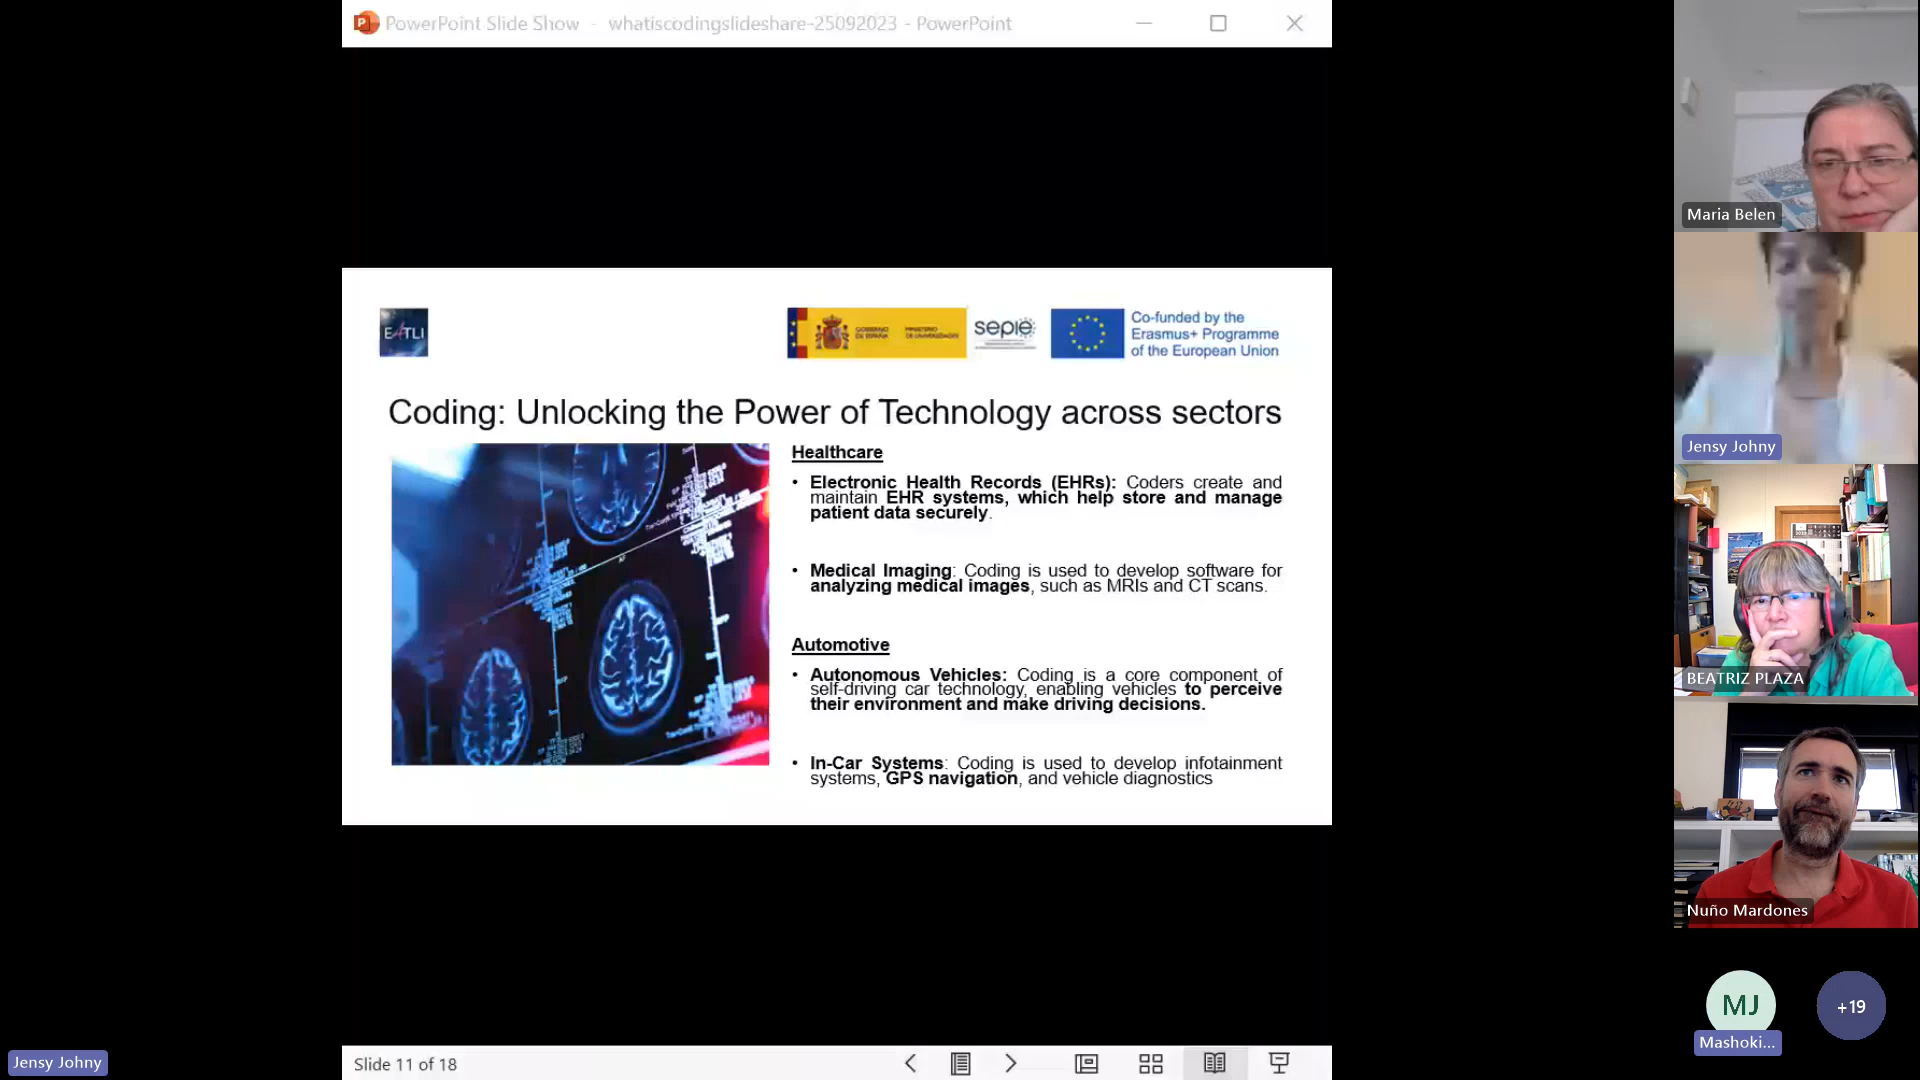 PowerPoint Slide Show - whatiscodingslideshare-25092023 - PowerPoint
EATLI
GOBIERNO
DE ESPAÑA
MINISTERIO
DE UNIVERSIDADES
sepie
Co-funded by the
Erasmus+ Programme
of the European Union
Coding: Unlocking the Power of Technology across sectors
Healthcare
• Electronic Health Records (EHRs): Coders create and
maintain EHR systems, which help store and manage
patient data securely.
• Medical Imaging: Coding is used to develop software for
analyzing medical images, such as MRIs and CT scans.
Automotive
• Autonomous Vehicles: Coding is a core component of
self-driving car technology, enabling vehicles to perceive
their environment and make driving decisions.
• In-Car Systems: Coding is used to develop infotainment
systems, GPS navigation, and vehicle diagnostics
Slide 11 of 18
Jensy Johny
Maria Belen
Jensy Johny
BEATRIZ PLAZA
Nuño Mardones
MJ
Mashoki...
+19